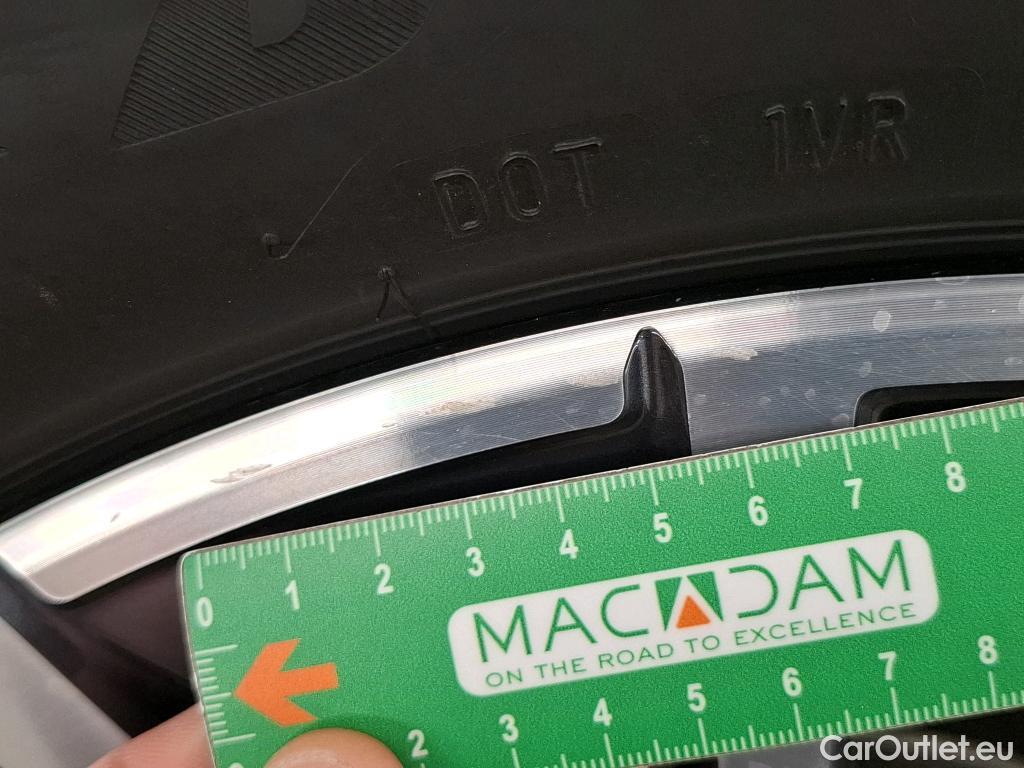 DOT 1VR
0 1 2 3 4 5 6 7 8
MACADAM
ON THE ROAD TO EXCELLENCE
2 3 4 5 6 7 8
CarOutlet.eu